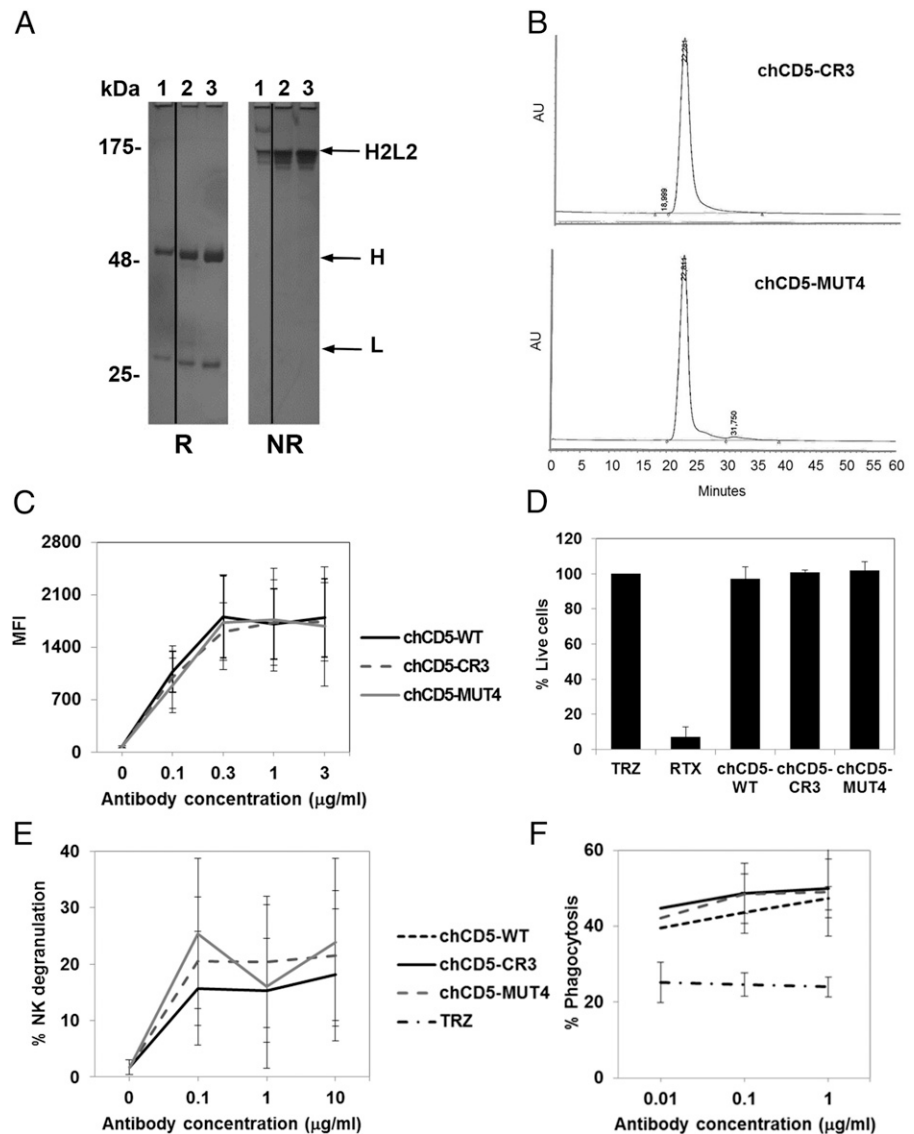 A
kDa 1 2 3 1 2 3
175-
48-
25-
H2L2
H
L
R NR
B
chCD5-CR3
AU
18,999
22,281
chCD5-MUT4
AU
22,811
31,750
0 5 10 15 20 25 30 35 40 45 50 55 60
Minutes
C
MFI
2800
2100
1400
700
0
0 0.1 0.3 1 3
Antibody concentration (µg/ml)
chCD5-WT
chCD5-CR3
chCD5-MUT4
D
% Live cells
120
100
80
60
40
20
0
TRZ RTX chCD5-WT chCD5-CR3 chCD5-MUT4
E
% NK degranulation
40
30
20
10
0
0 0.1 1 10
Antibody concentration (µg/ml)
chCD5-WT
chCD5-CR3
chCD5-MUT4
TRZ
F
% Phagocytosis
60
40
20
0
0.01 0.1 1
Antibody concentration (µg/ml)